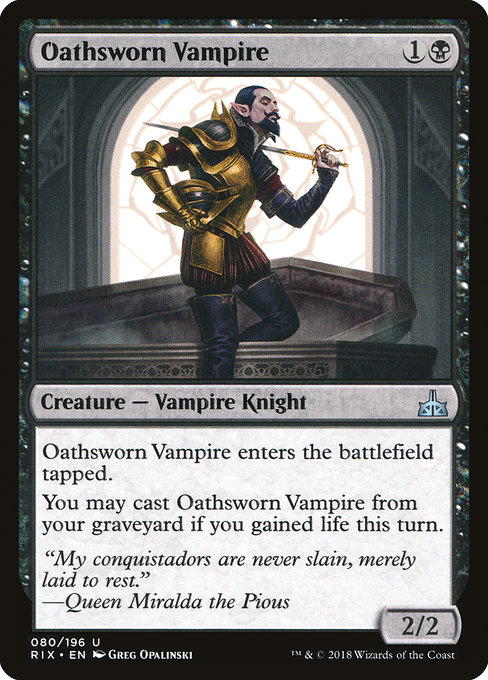 Oathsworn Vampire 1
Creature — Vampire Knight
Oathsworn Vampire enters the battlefield
tapped.
You may cast Oathsworn Vampire from
your graveyard if you gained life this turn.
“My conquistadors are never slain, merely
laid to rest.”
—Queen Miralda the Pious
2/2
080/196 U
RIX • EN Greg Opalinski ™ & © 2018 Wizards of the Coast